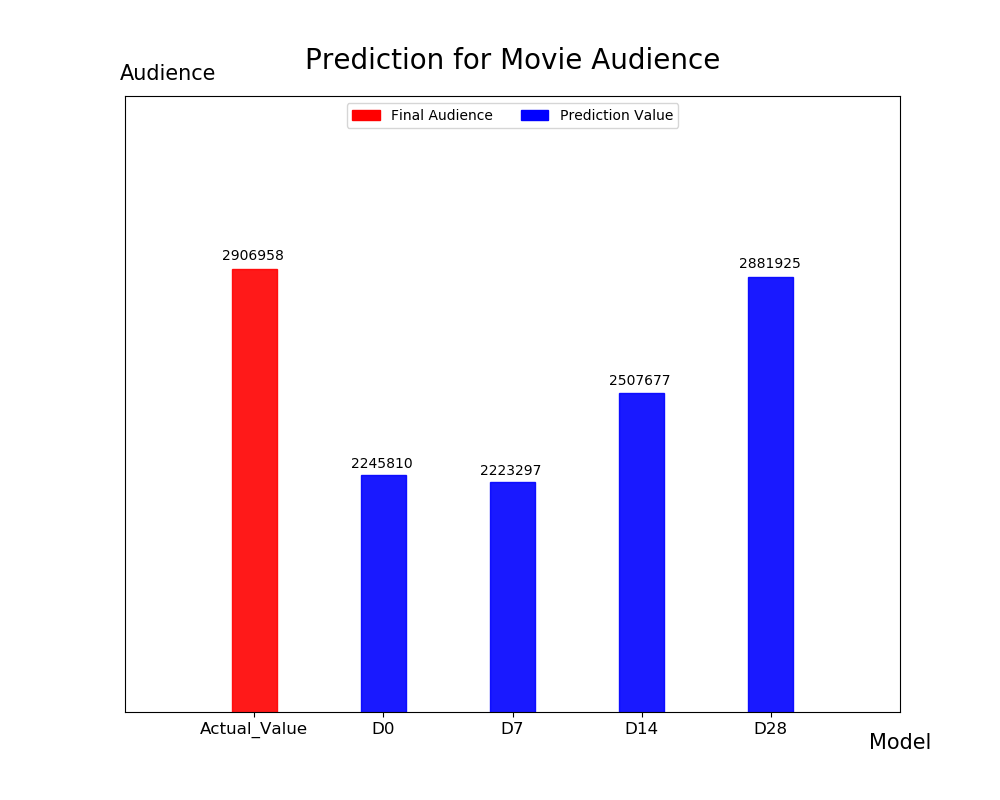 Prediction for Movie Audience
Audience
Final Audience Prediction Value
2906958
2881925
2507677
2245810
2223297
Actual_Value D0 D7 D14 D28
Model